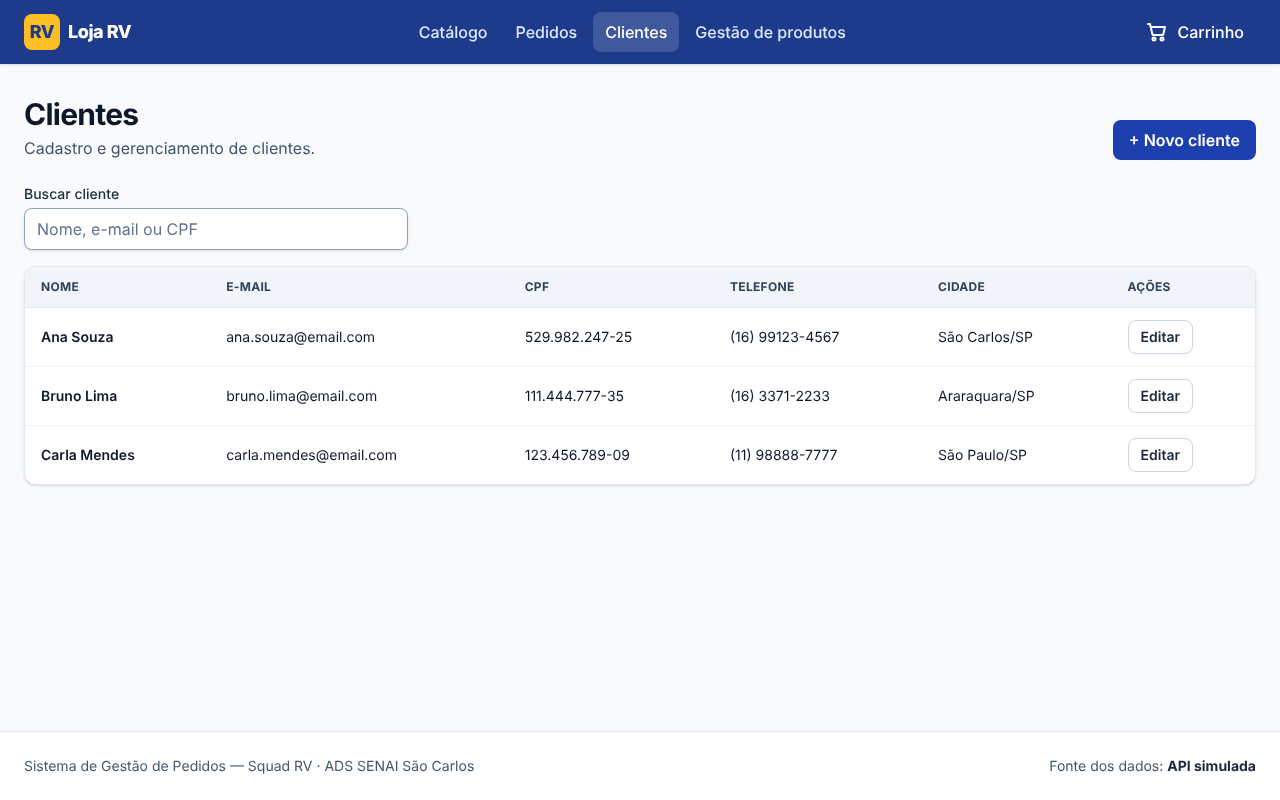 RV Loja RV Catálogo Pedidos Clientes Gestão de produtos Carrinho
Clientes
Cadastro e gerenciamento de clientes.
+ Novo cliente
Buscar cliente
Nome, e-mail ou CPF
NOME E-MAIL CPF TELEFONE CIDADE AÇÕES
Ana Souza ana.souza@email.com 529.982.247-25 (16) 99123-4567 São Carlos/SP Editar
Bruno Lima bruno.lima@email.com 111.444.777-35 (16) 3371-2233 Araraquara/SP Editar
Carla Mendes carla.mendes@email.com 123.456.789-09 (11) 98888-7777 São Paulo/SP Editar
Sistema de Gestão de Pedidos — Squad RV · ADS SENAI São Carlos Fonte dos dados: API simulada